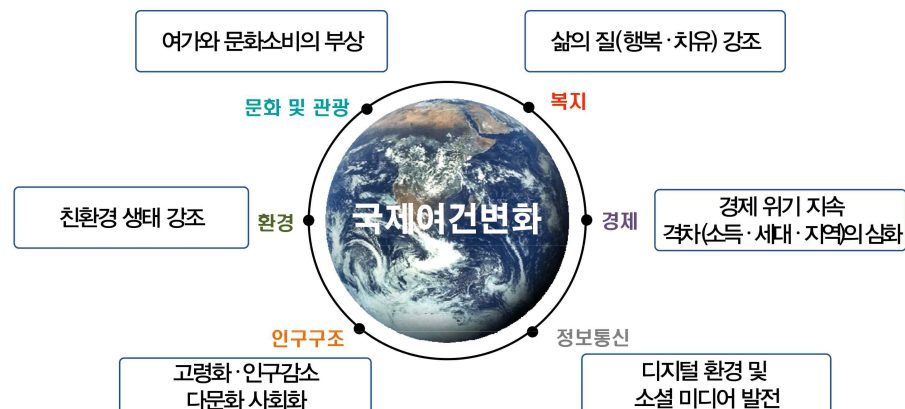 여가와 문화소비의 부상
삶의 질(행복·치유) 강조
문화 및 관광
복지
친환경 생태 강조
환경
국제여건변화
경제
경제 위기 지속
격차(소득·세대·지역)의 심화
인구구조
정보통신
고령화·인구감소
다문화 사회화
디지털 환경 및
소셜 미디어 발전